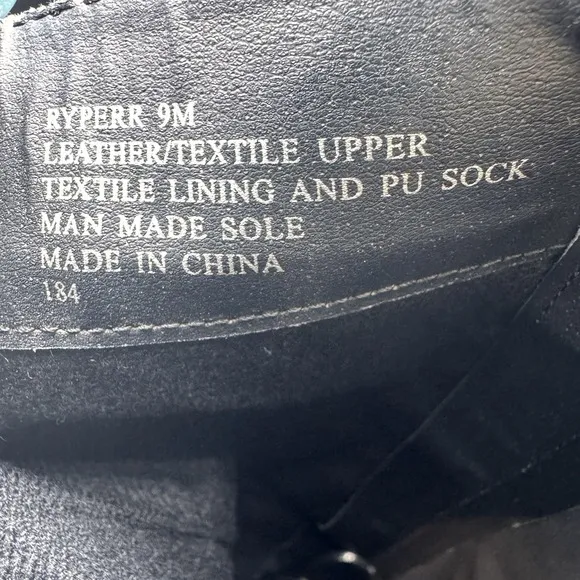 RYPERR 9M
LEATHER/TEXTILE UPPER
TEXTILE LINING AND PU SOCK
MAN MADE SOLE
MADE IN CHINA
184